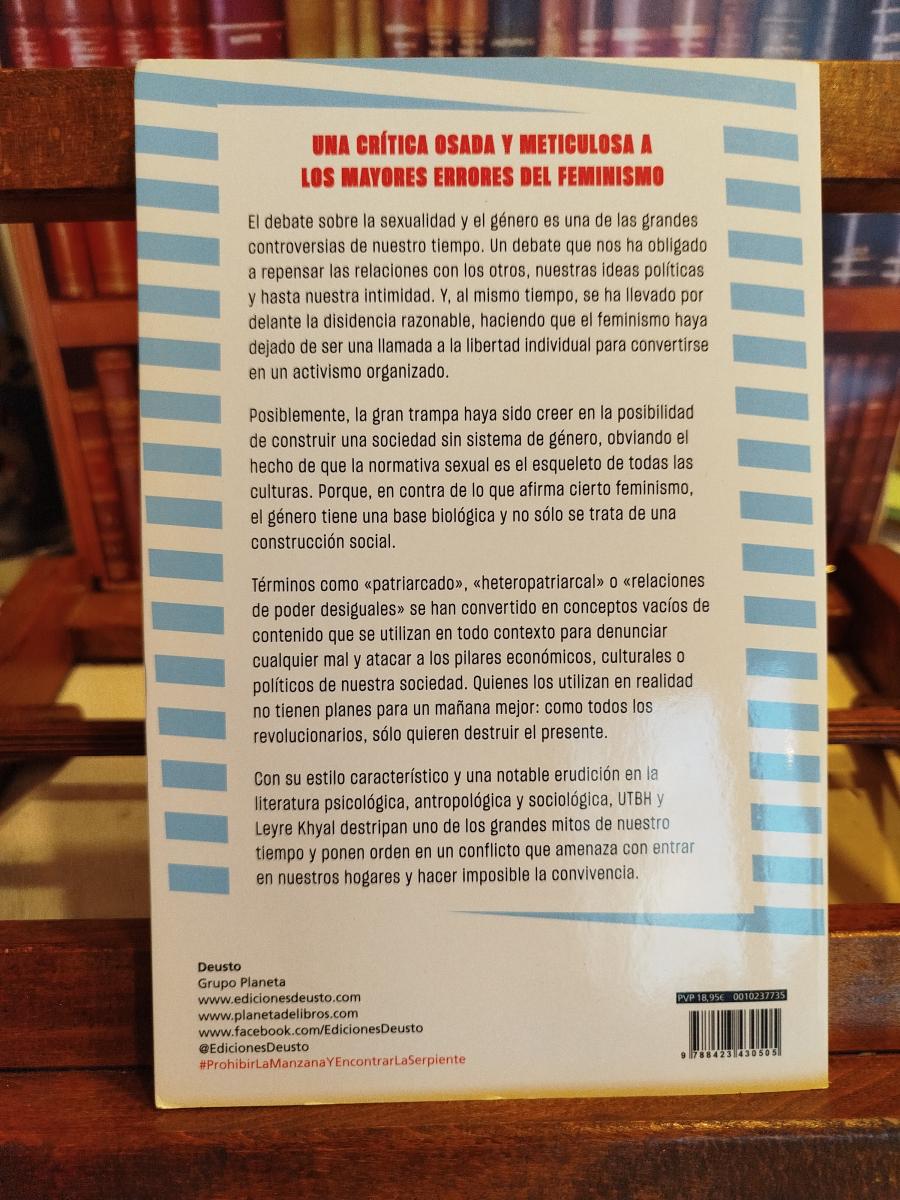 UNA CRÍTICA OSADA Y METICULOSA A
LOS MAYORES ERRORES DEL FEMINISMO
El debate sobre la sexualidad y el género es una de las grandes
controversias de nuestro tiempo. Un debate que nos ha obligado
a repensar las relaciones con los otros, nuestras ideas políticas
y hasta nuestra intimidad. Y, al mismo tiempo, se ha llevado por
delante la disidencia razonable, haciendo que el feminismo haya
dejado de ser una llamada a la libertad individual para convertirse
en un activismo organizado.
Posiblemente, la gran trampa haya sido creer en la posibilidad
de construir una sociedad sin sistema de género, obviando el
hecho de que la normativa sexual es el esqueleto de todas las
culturas. Porque, en contra de lo que afirma cierto feminismo,
el género tiene una base biológica y no sólo se trata de una
construcción social.
Términos como «patriarcado», «heteropatriarcal» o «relaciones
de poder desiguales» se han convertido en conceptos vacíos de
contenido que se utilizan en todo contexto para denunciar
cualquier mal y atacar a los pilares económicos, culturales o
políticos de nuestra sociedad. Quienes los utilizan en realidad
no tienen planes para un mañana mejor: como todos los
revolucionarios, sólo quieren destruir el presente.
Con su estilo característico y una notable erudición en la
literatura psicológica, antropológica y sociológica, UTBH y
Leyre Khyal destripan uno de los grandes mitos de nuestro
tiempo y ponen orden en un conflicto que amenaza con entrar
en nuestros hogares y hacer imposible la convivencia.
Deusto
Grupo Planeta
www.edicionesdeusto.com
www.planetadelibros.com
www.facebook.com/EdicionesDeusto
@EdicionesDeusto
#ProhibirLaManzanaYEncontrarLaSerpiente
PVP 18,95€ 0010237735
9 788423 430505